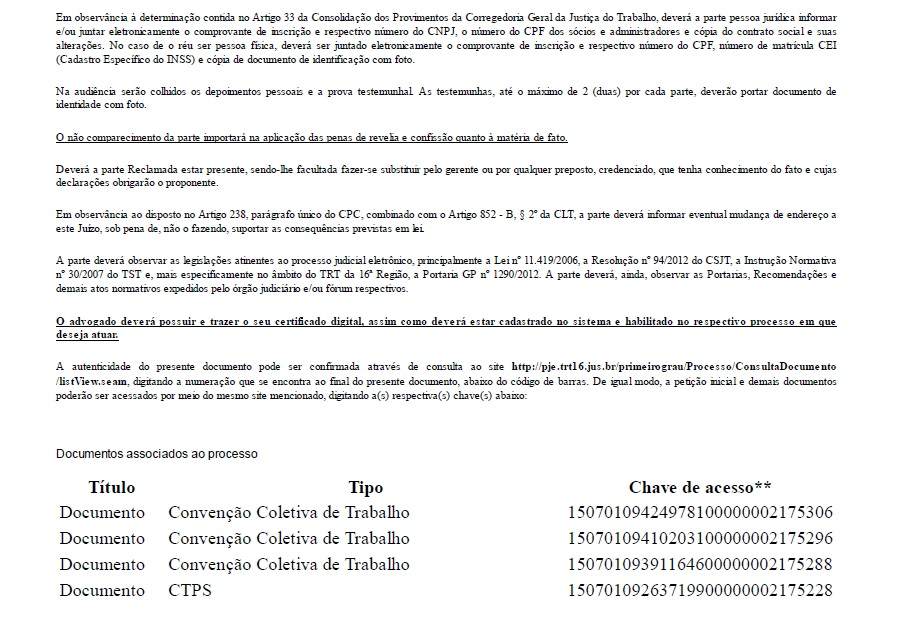 Em observância à determinação contida no Artigo 33 da Consolidação dos Provimentos da Corregedoria Geral da Justiça do Trabalho, deverá a parte pessoa jurídica informar
e/ou juntar eletronicamente o comprovante de inscrição e respectivo número do CNPJ, o número do CPF dos sócios e administradores e cópia do contrato social e suas
alterações. No caso de o réu ser pessoa física, deverá ser juntado eletronicamente o comprovante de inscrição e respectivo número do CPF, número de matrícula CEI
(Cadastro Específico do INSS) e cópia de documento de identificação com foto.
Na audiência serão colhidos os depoimentos pessoais e a prova testemunhal. As testemunhas, até o máximo de 2 (duas) por cada parte, deverão portar documento de
identidade com foto.
O não comparecimento da parte importará na aplicação das penas de revelia e confissão quanto à matéria de fato.
Deverá a parte Reclamada estar presente, sendo-lhe facultada fazer-se substituir pelo gerente ou por qualquer preposto, credenciado, que tenha conhecimento do fato e cujas
declarações obrigarão o proponente.
Em observância ao disposto no Artigo 238, parágrafo único do CPC, combinado com o Artigo 852 - B, § 2º da CLT, a parte deverá informar eventual mudança de endereço a
este Juízo, sob pena de, não o fazendo, suportar as consequências previstas em lei.
A parte deverá observar as legislações atinentes ao processo judicial eletrônico, principalmente a Lei nº 11.419/2006, a Resolução nº 94/2012 do CSJT, a Instrução Normativa
nº 30/2007 do TST e, mais especificamente no âmbito do TRT da 16ª Região, a Portaria GP nº 1290/2012. A parte deverá, ainda, observar as Portarias, Recomendações e
demais atos normativos expedidos pelo órgão judiciário e/ou fórum respectivos.
O advogado deverá possuir e trazer o seu certificado digital, assim como deverá estar cadastrado no sistema e habilitado no respectivo processo em que
deseja atuar.
A autenticidade do presente documento pode ser confirmada através de consulta ao site http://pje.trt16.jus.br/primeirograu/Processo/ConsultaDocumento
/listView.seam, digitando a numeração que se encontra ao final do presente documento, abaixo do código de barras. De igual modo, a petição inicial e demais documentos
poderão ser acessados por meio do mesmo site mencionado, digitando a(s) respectiva(s) chave(s) abaixo:
Documentos associados ao processo
Título Tipo Chave de acesso**
Documento Convenção Coletiva de Trabalho 15070109424978100000002175306
Documento Convenção Coletiva de Trabalho 15070109410203100000002175296
Documento Convenção Coletiva de Trabalho 15070109391164600000002175288
Documento CTPS 15070109263719900000002175228